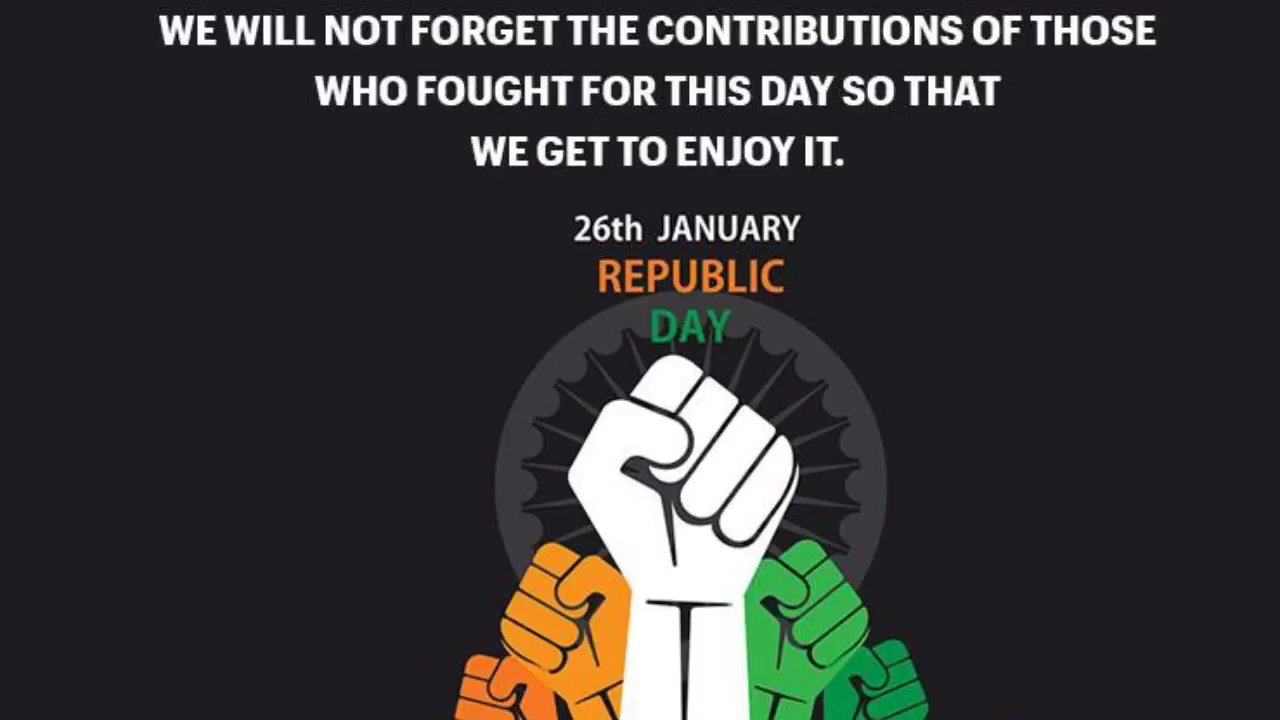 WE WILL NOT FORGET THE CONTRIBUTIONS OF THOSE
WHO FOUGHT FOR THIS DAY SO THAT
WE GET TO ENJOY IT.
26th JANUARY
REPUBLIC
DAY